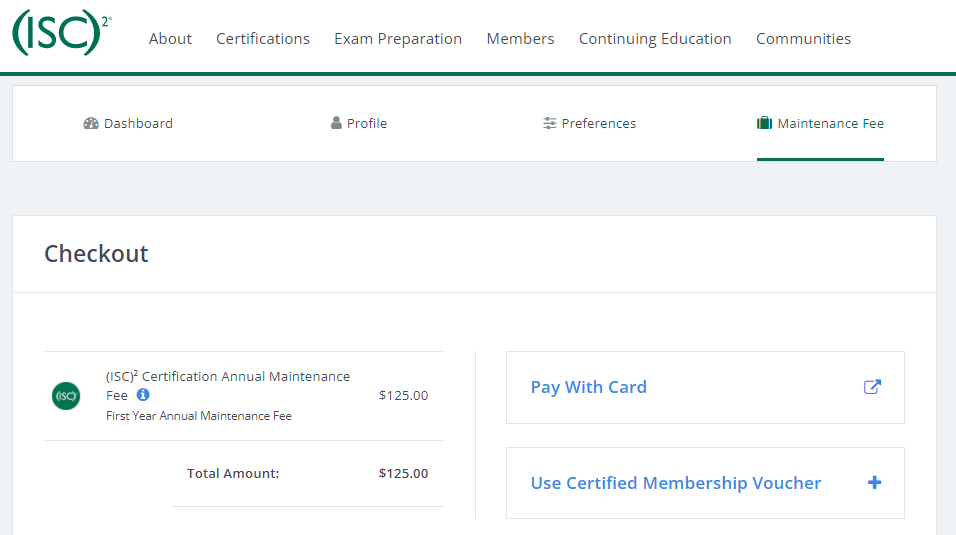 (ISC)²®
About Certifications Exam Preparation Members Continuing Education Communities
Dashboard Profile Preferences Maintenance Fee
Checkout
(ISC)² Certification Annual Maintenance
Fee
$125.00
First Year Annual Maintenance Fee
(ISC)
Total Amount: $125.00
Pay With Card
Use Certified Membership Voucher